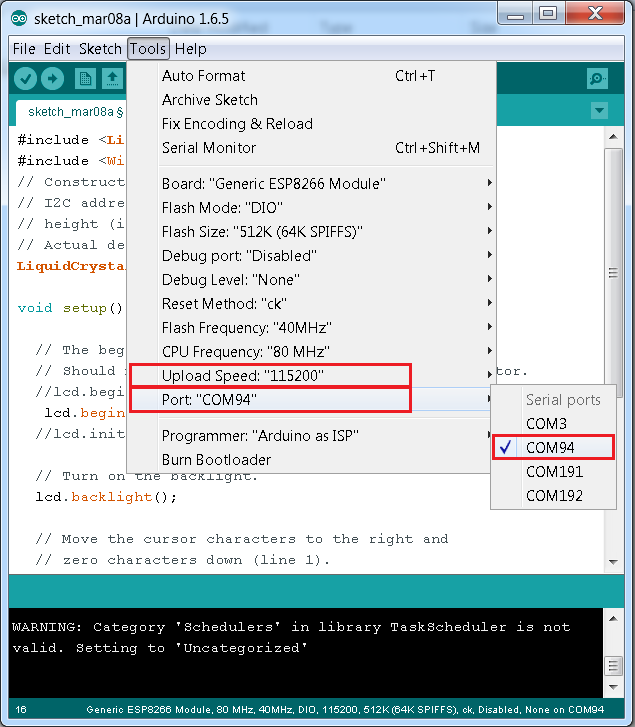 sketch_mar08a | Arduino 1.6.5
File Edit Sketch Tools Help
Auto Format Ctrl+T
Archive Sketch
Fix Encoding & Reload
Serial Monitor Ctrl+Shift+M
Board: "Generic ESP8266 Module"
Flash Mode: "DIO"
Flash Size: "512K (64K SPIFFS)"
Debug port: "Disabled"
Debug Level: "None"
Reset Method: "ck"
Flash Frequency: "40MHz"
CPU Frequency: "80 MHz"
Upload Speed: "115200"
Port: "COM94"
Programmer: "Arduino as ISP"
Burn Bootloader
Serial ports
COM3
COM94
COM191
COM192
sketch_mar08a §
#include <Li
#include <Wi
// Construct
// I2C addre
// height (i
// Actual de
LiquidCrysta
void setup()
// The beg
// Should tor.
//lcd.begi
lcd.begin
//lcd.init
// Turn on the backlight.
lcd.backlight();
// Move the cursor characters to the right and
// zero characters down (line 1).
WARNING: Category 'Schedulers' in library TaskScheduler is not
valid. Setting to 'Uncategorized'
16 Generic ESP8266 Module, 80 MHz, 40MHz, DIO, 115200, 512K (64K SPIFFS), ck, Disabled, None on COM94